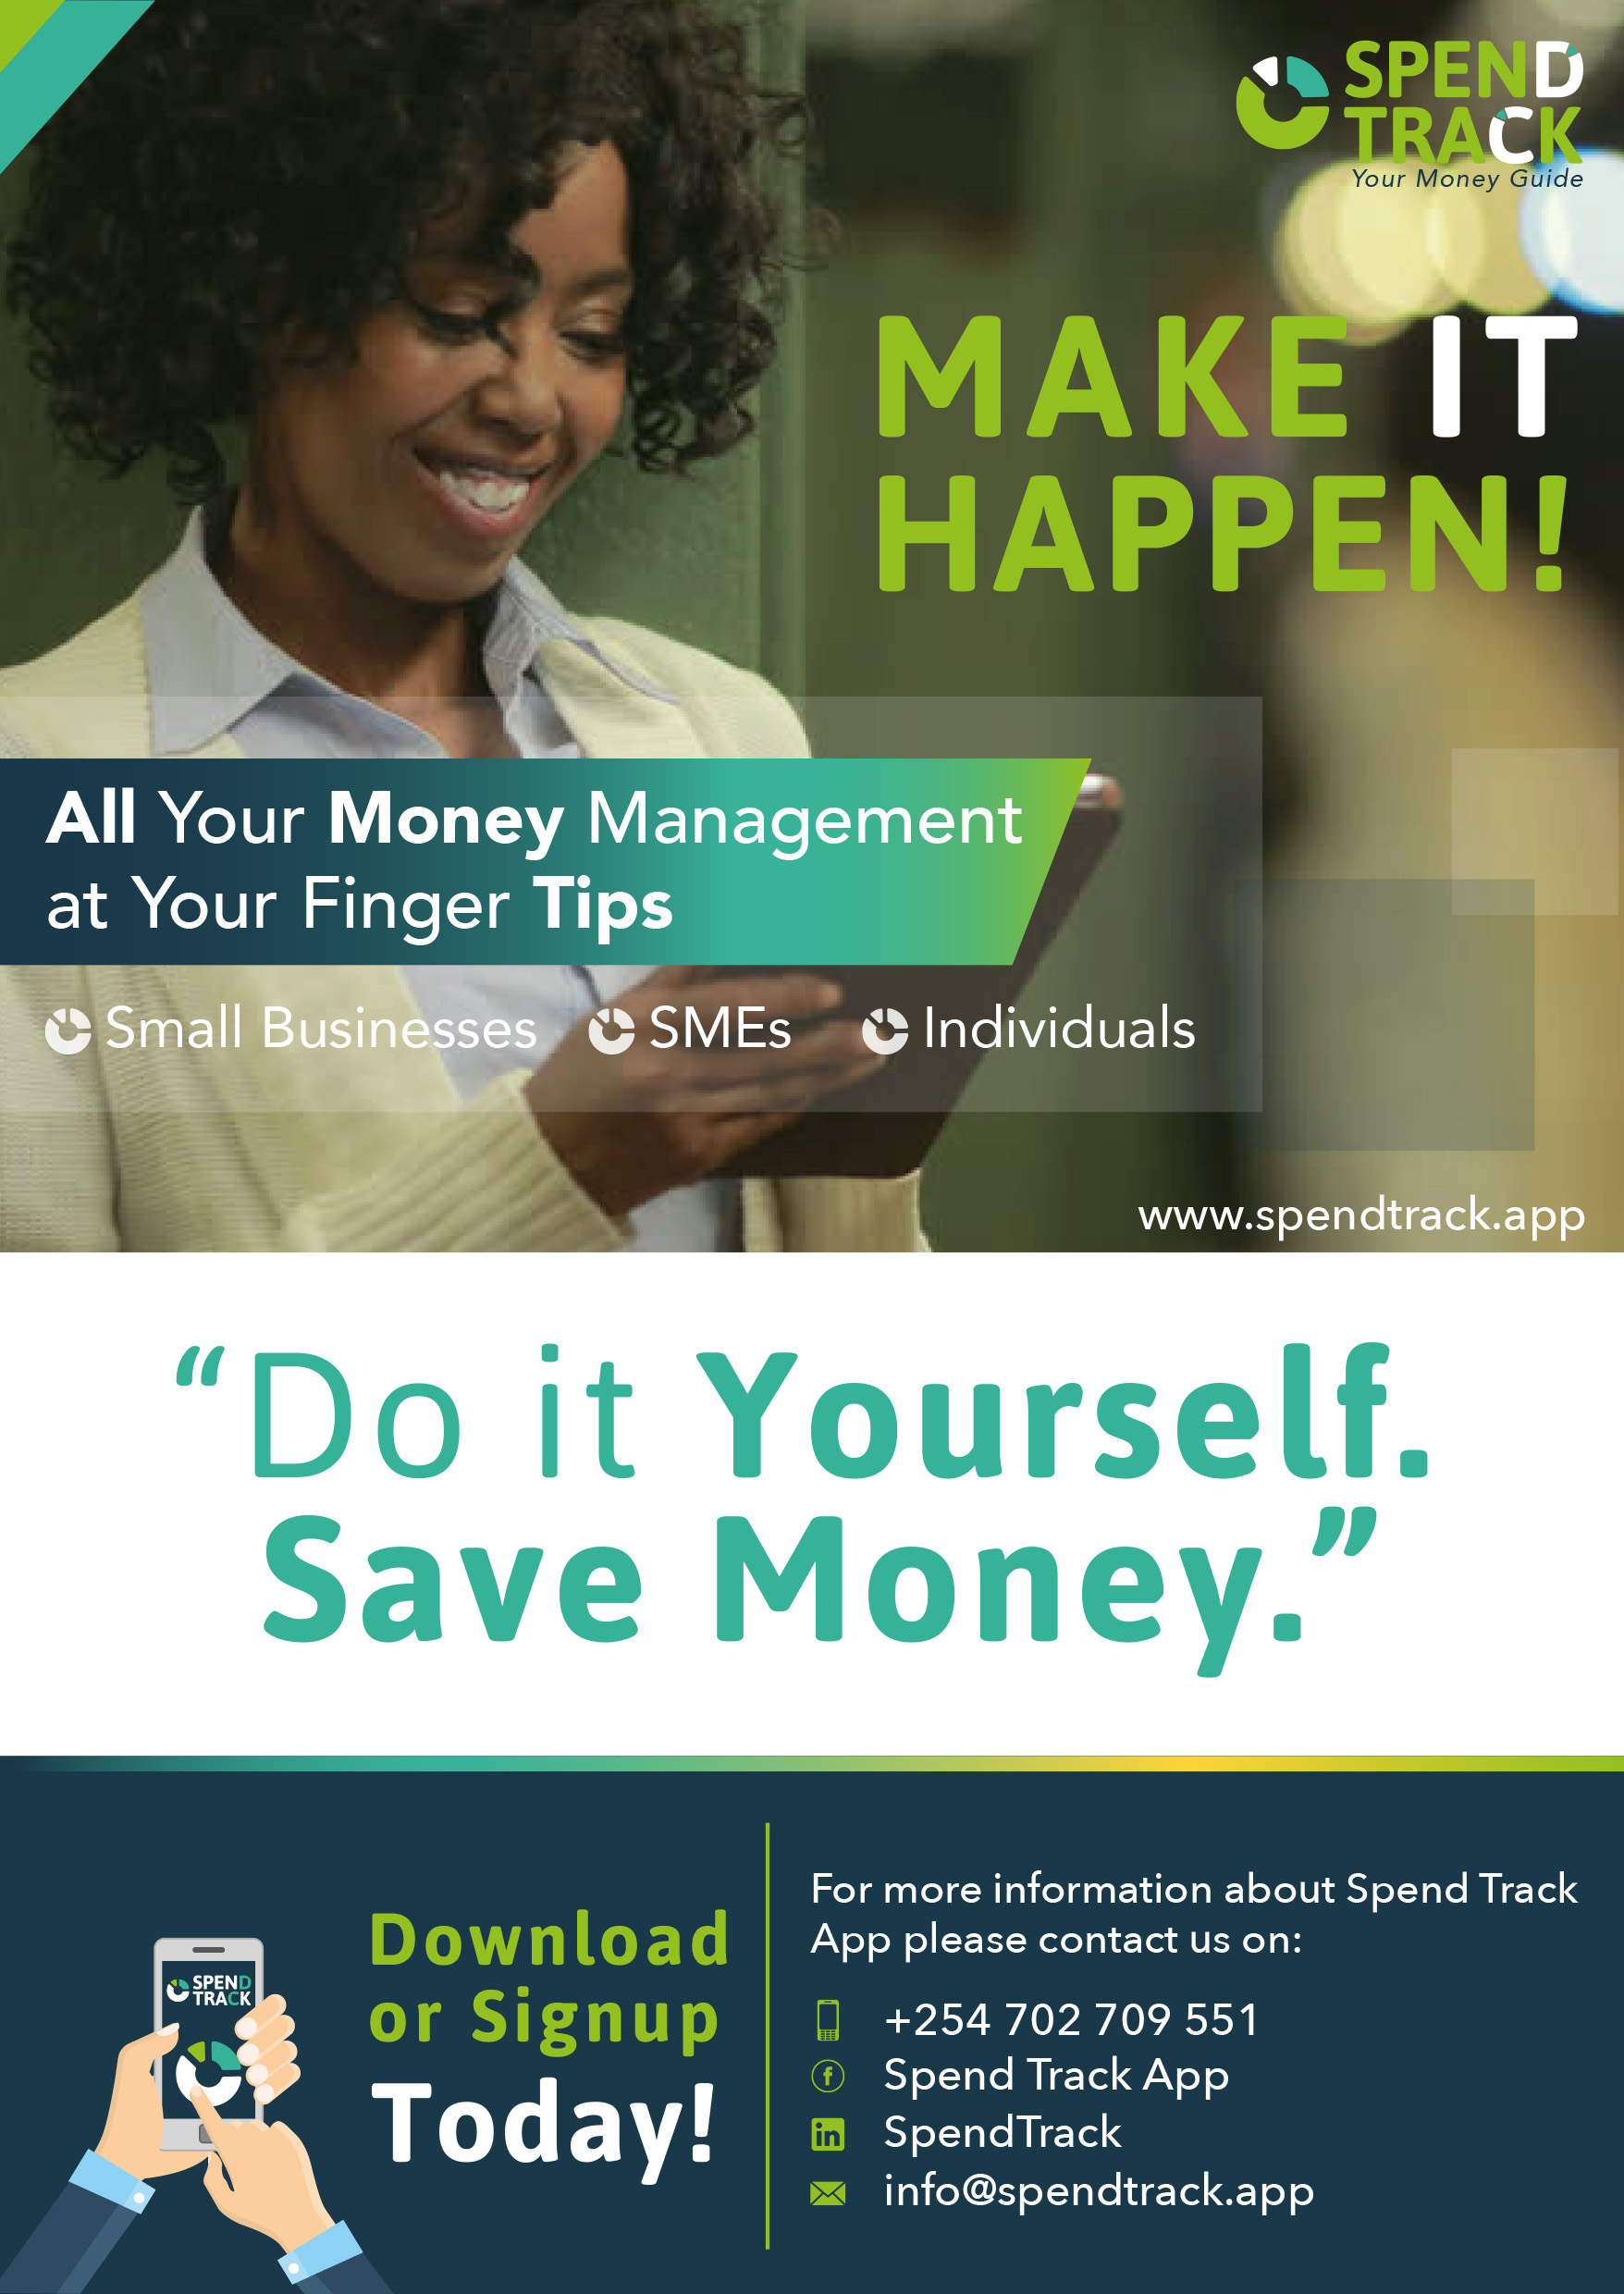 SPEND
TRACK
Your Money Guide
MAKE IT
HAPPEN!
All Your Money Management
at Your Finger Tips
Small Businesses SMEs Individuals
www.spendtrack.app
“Do it Yourself.
Save Money.”
Download
or Signup
Today!
SPEND
TRACK
For more information about Spend Track
App please contact us on:
+254 702 709 551
f Spend Track App
in SpendTrack
info@spendtrack.app